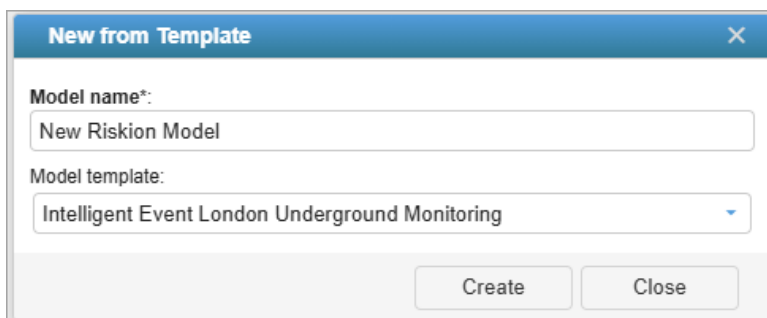 New from Template
Model name*:
New Riskion Model
Model template:
Intelligent Event London Underground Monitoring
Create Close